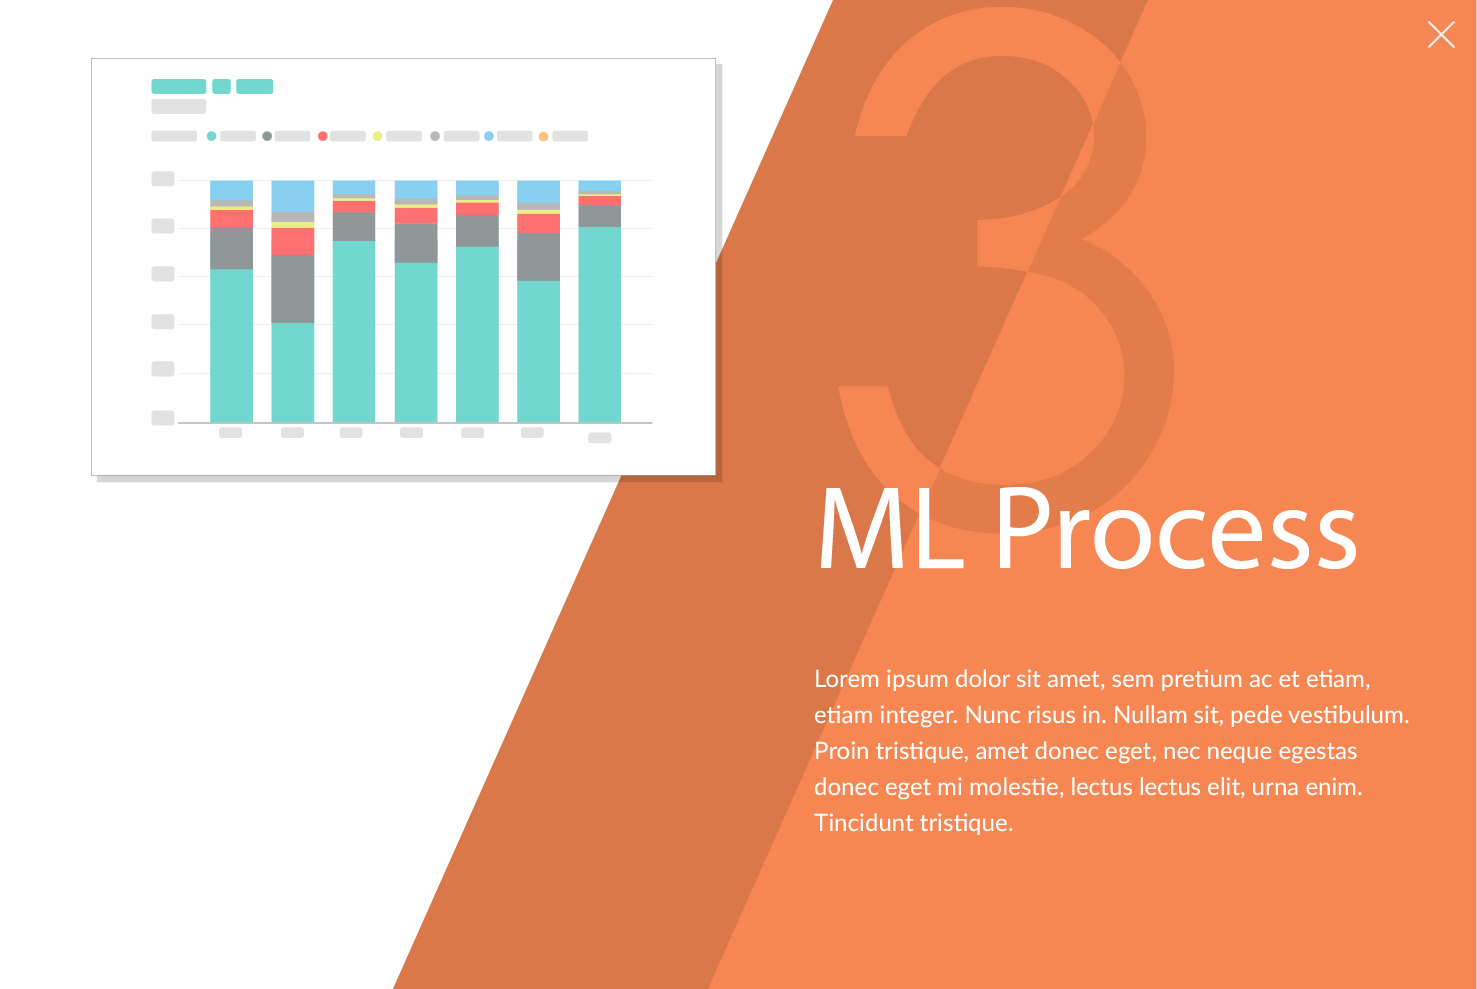 3
ML Process
Lorem ipsum dolor sit amet, sem pretium ac et etiam,
etiam integer. Nunc risus in. Nullam sit, pede vestibulum.
Proin tristique, amet donec eget, nec neque egestas
donec eget mi molestie, lectus lectus elit, urna enim.
Tincidunt tristique.